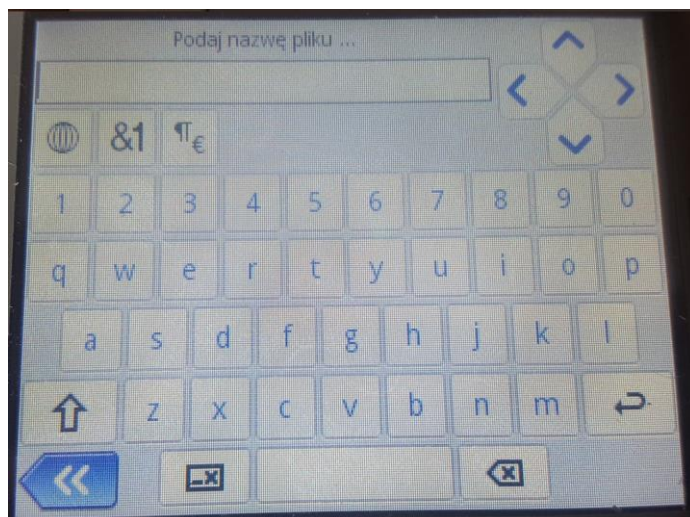 Podaj nazwę pliku ...
&1 ¶€
1 2 3 4 5 6 7 8 9 0
q w e r t y u i o p
a s d f g h j k l
z x c v b n m